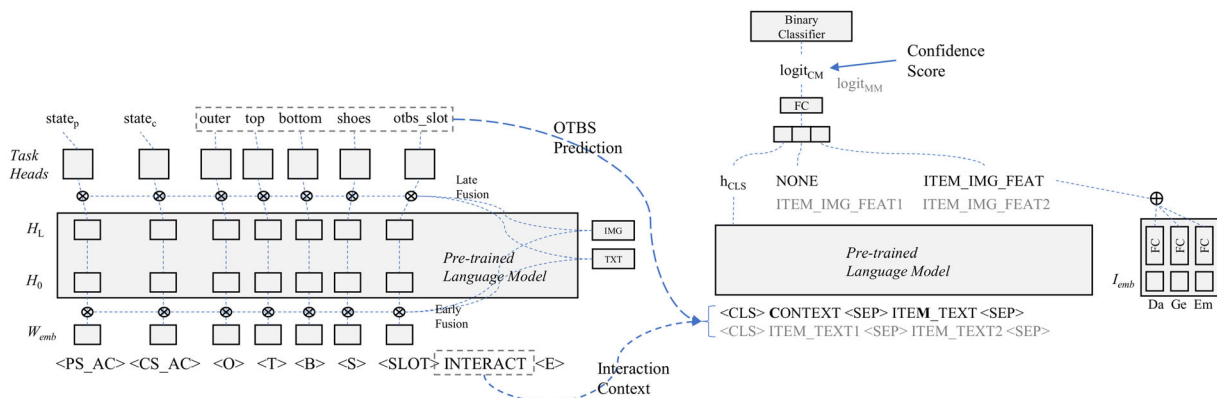 Binary
Classifier
logit_CM
Confidence
Score
logit_MM
FC
state_p
state_c
outer top bottom shoes otbs_slot
OTBS
Prediction
Task
Heads
Late
Fusion
h_CLS
NONE
ITEM_IMG_FEAT
ITEM_IMG_FEAT1
ITEM_IMG_FEAT2
H_L
IMG
TXT
Pre-trained
Language Model
H_0
Early
Fusion
W_emb
<PS_AC> <CS_AC> <O> <T> <B> <S> <SLOT> INTERACT <E>
Interaction
Context
Pre-trained
Language Model
<CLS> CONTEXT <SEP> ITEM_TEXT <SEP>
<CLS> ITEM_TEXT1 <SEP> ITEM_TEXT2 <SEP>
FC FC FC
I_emb
Da Ge Em